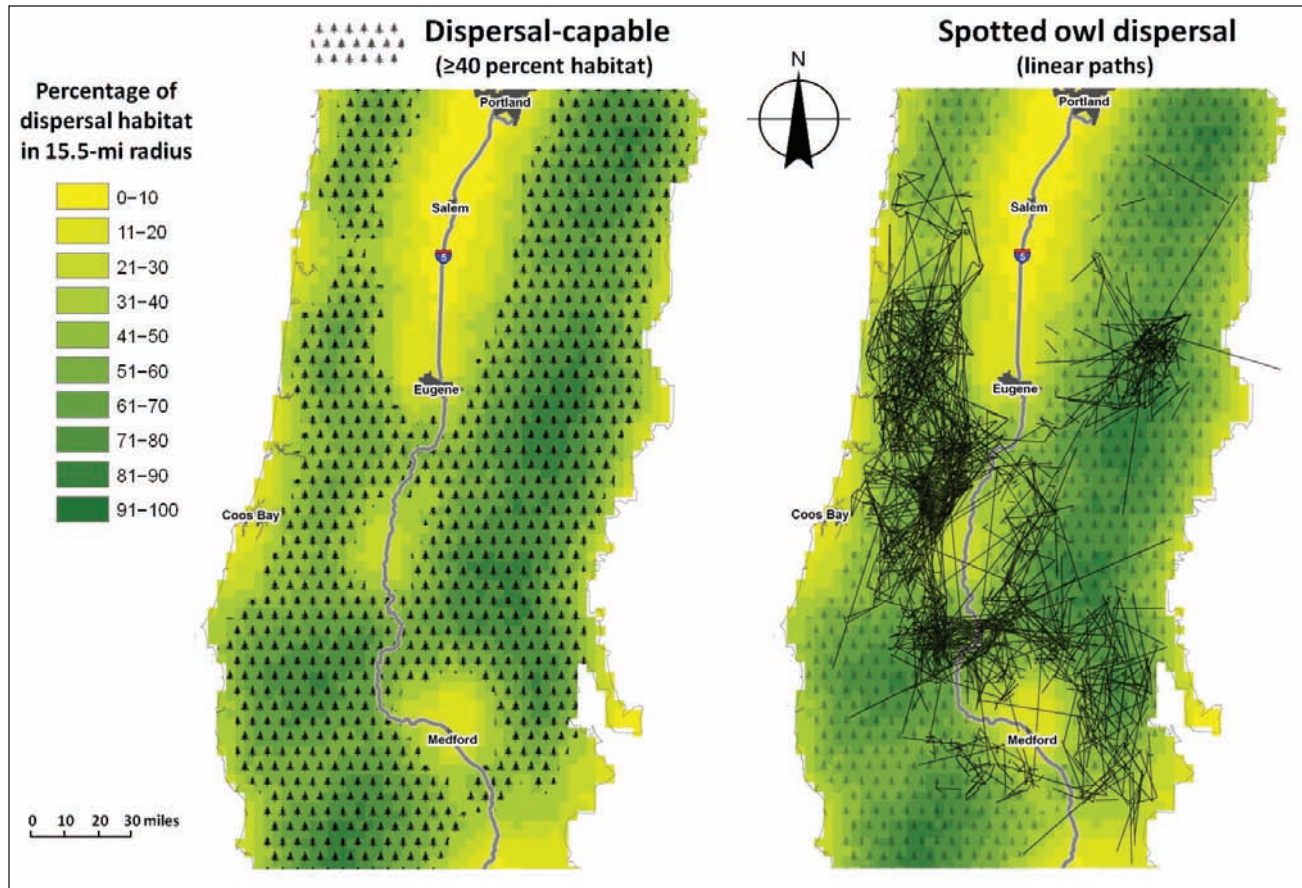 Dispersal-capable
(≥40 percent habitat)
Spotted owl dispersal
(linear paths)
Percentage of
dispersal habitat
in 15.5-mi radius
0–10
11–20
21–30
31–40
41–50
51–60
61–70
71–80
81–90
91–100
0 10 20 30 miles
N
Portland
Salem
5
Eugene
Coos Bay
Medford
Portland
Salem
5
Eugene
Coos Bay
Medford